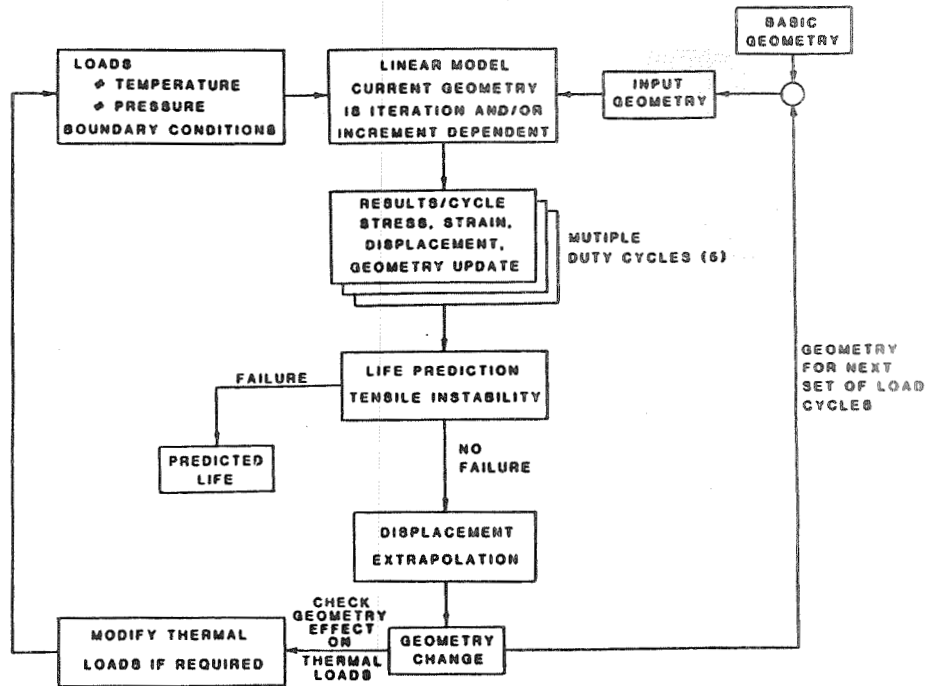 BASIC
GEOMETRY
LOADS
TEMPERATURE
PRESSURE
BOUNDARY CONDITIONS
LINEAR MODEL
CURRENT GEOMETRY
IS ITERATION AND/OR
INCREMENT DEPENDENT
INPUT
GEOMETRY
RESULTS/CYCLE
STRESS, STRAIN,
DISPLACEMENT,
GEOMETRY UPDATE
MUTIPLE
DUTY CYCLES (5)
GEOMETRY
FOR NEXT
SET OF LOAD
CYCLES
LIFE PREDICTION
TENSILE INSTABILITY
FAILURE
PREDICTED
LIFE
NO
FAILURE
DISPLACEMENT
EXTRAPOLATION
CHECK
GEOMETRY
EFFECT
ON
THERMAL
LOADS
GEOMETRY
CHANGE
MODIFY THERMAL
LOADS IF REQUIRED